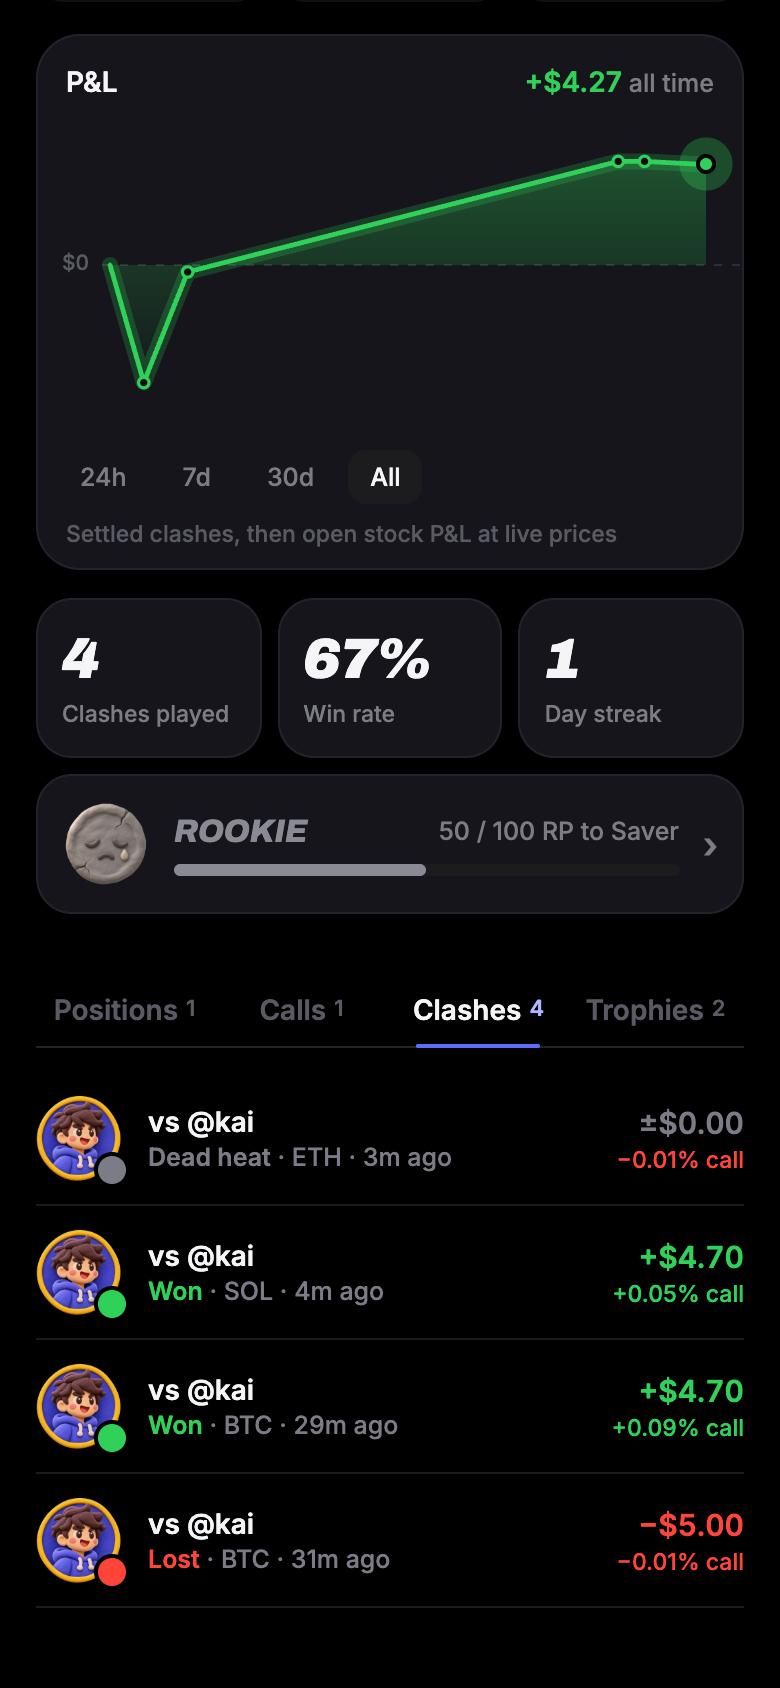 P&L
+$4.27 all time
$0
24h 7d 30d All
Settled clashes, then open stock P&L at live prices
4
Clashes played
67%
Win rate
1
Day streak
ROOKIE
50 / 100 RP to Saver
Positions 1
Calls 1
Clashes 4
Trophies 2
vs @kai
±$0.00
Dead heat · ETH · 3m ago
−0.01% call
vs @kai
+$4.70
Won · SOL · 4m ago
+0.05% call
vs @kai
+$4.70
Won · BTC · 29m ago
+0.09% call
vs @kai
−$5.00
Lost · BTC · 31m ago
−0.01% call